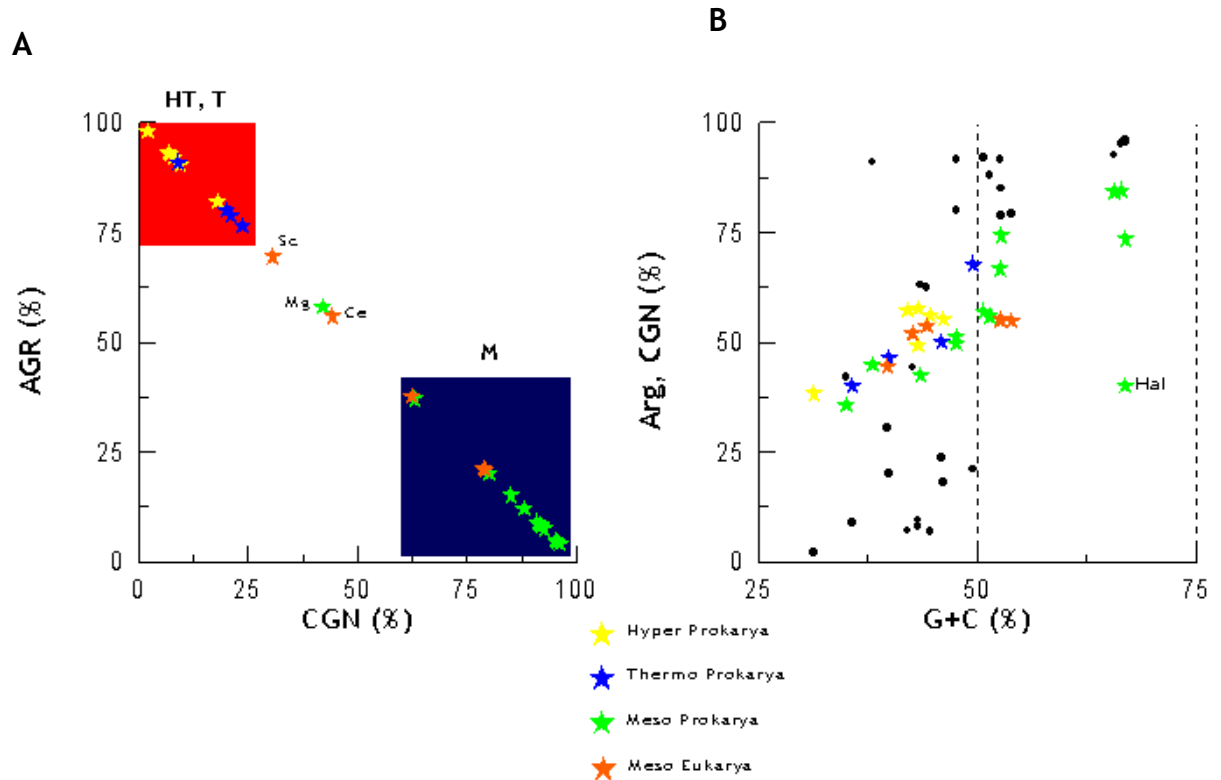 A
B
HT, T
100
75
50
25
0
AGR (%)
Sc
Mg
Ce
M
0
25
50
75
100
CGN (%)
100
75
50
25
0
Arg, CGN (%)
Hal
25
50
75
G+C (%)
Hyper Prokarya
Thermo Prokarya
Meso Prokarya
Meso Eukarya